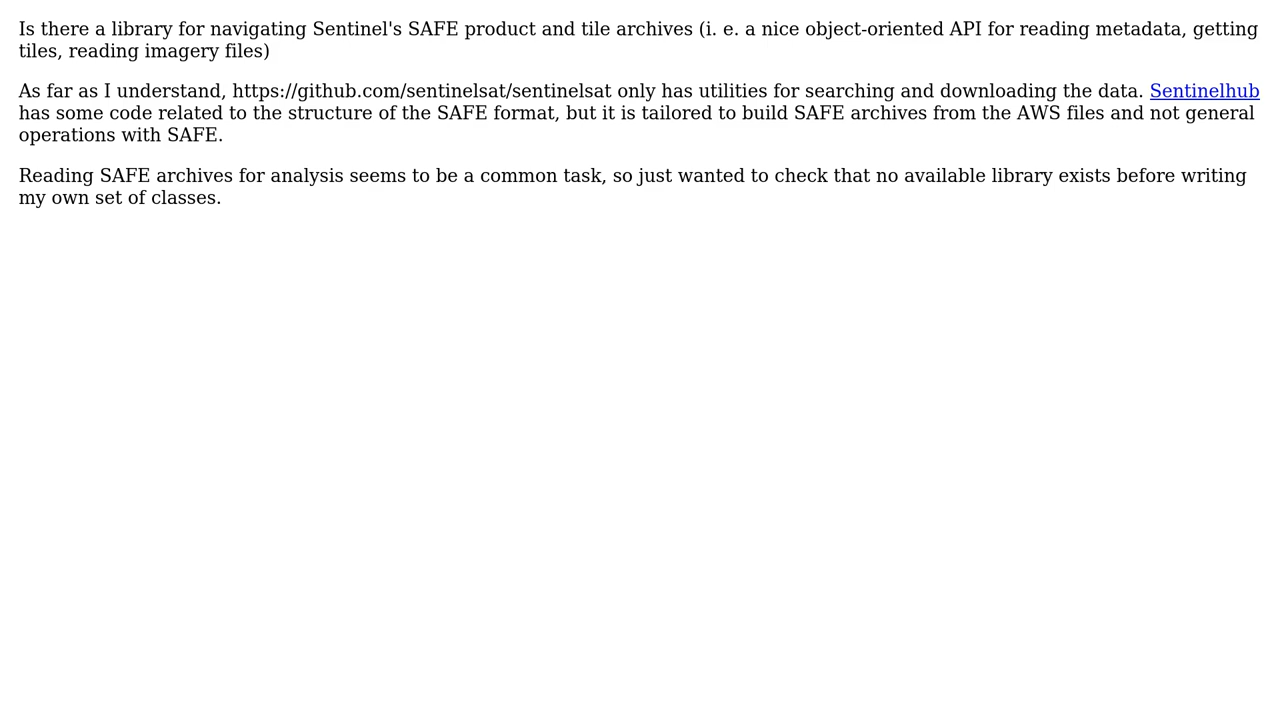 Is there a library for navigating Sentinel's SAFE product and tile archives (i. e. a nice object-oriented API for reading metadata, getting
tiles, reading imagery files)
As far as I understand, https://github.com/sentinelsat/sentinelsat only has utilities for searching and downloading the data. Sentinelhub
has some code related to the structure of the SAFE format, but it is tailored to build SAFE archives from the AWS files and not general
operations with SAFE.
Reading SAFE archives for analysis seems to be a common task, so just wanted to check that no available library exists before writing
my own set of classes.